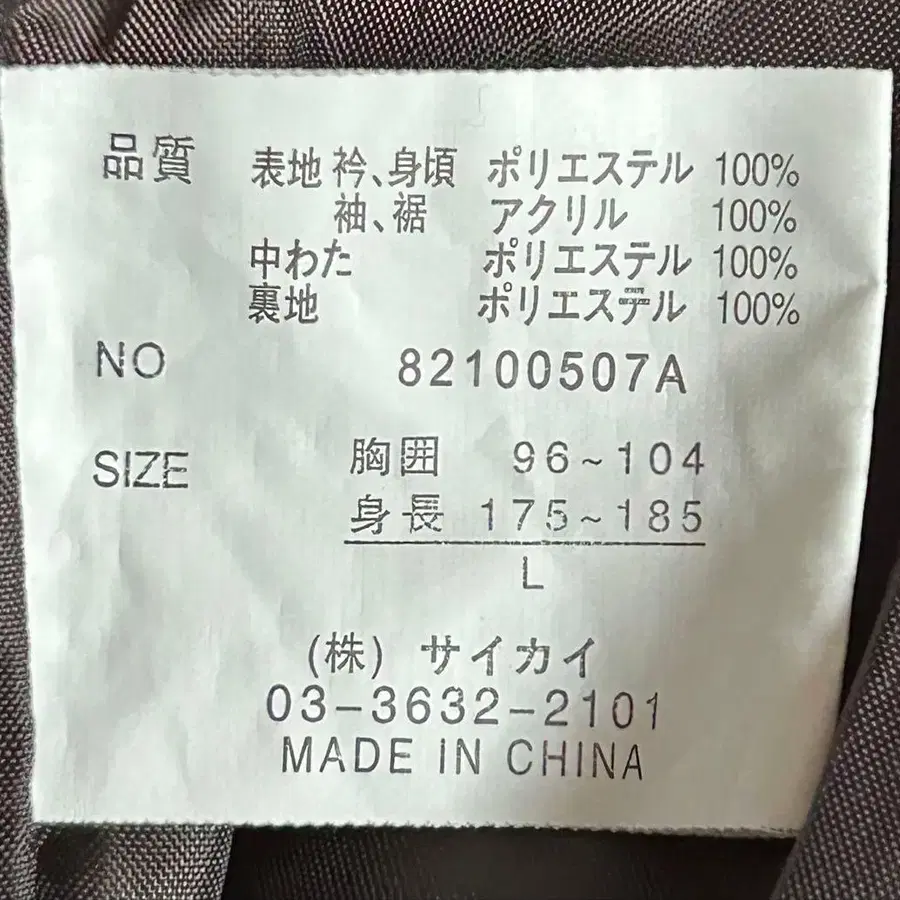 品質 表地 衿、身頃 ポリエステル 100%
袖、裾 アクリル 100%
中わた ポリエステル 100%
裏地 ポリエステル 100%
NO 82100507A
SIZE 胸囲 96~104
身長 175~185
L
(株) サイカイ
03-3632-2101
MADE IN CHINA